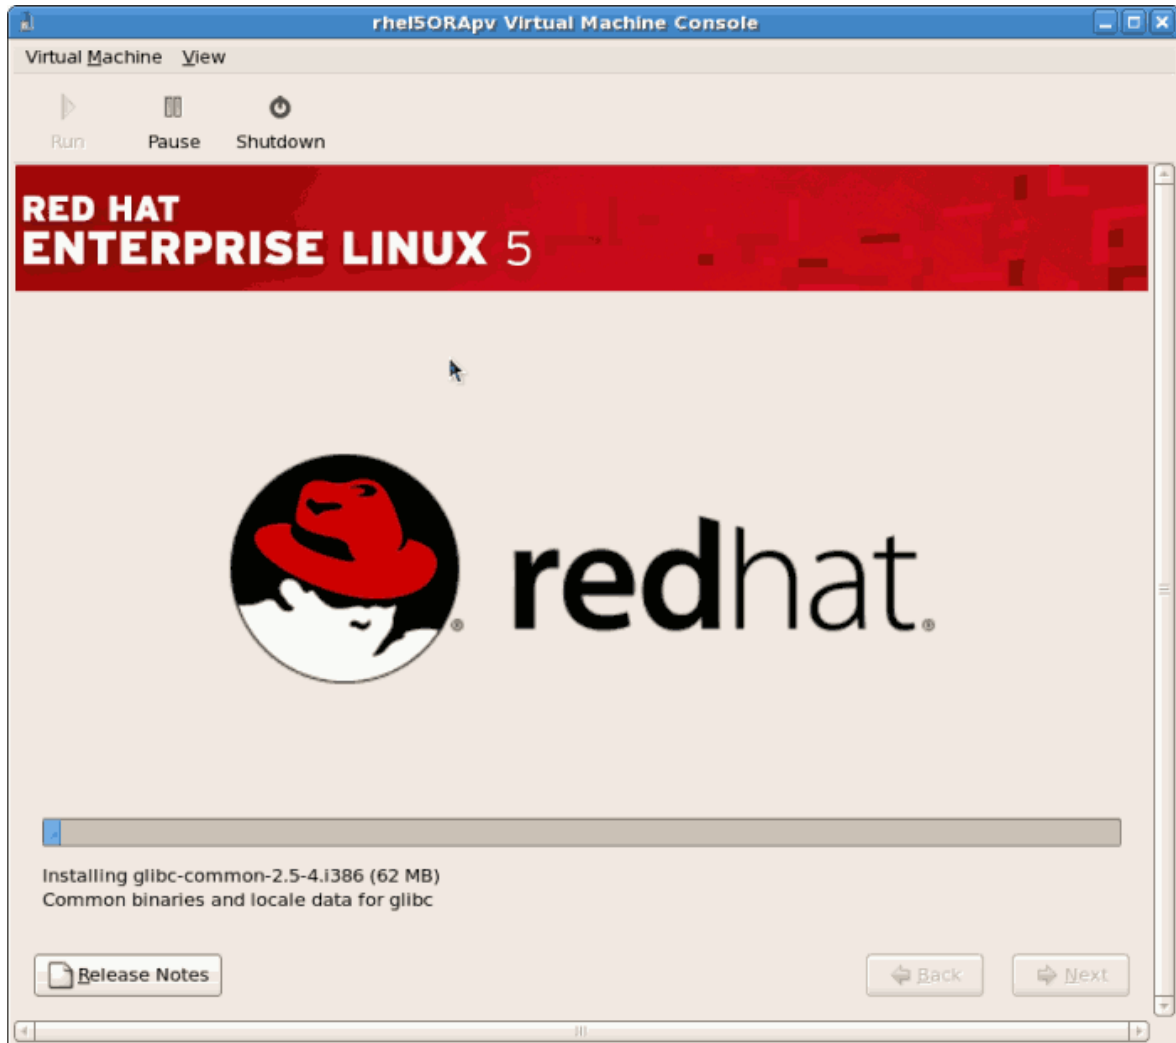 rhel5ORApv Virtual Machine Console
Virtual Machine View
Run Pause Shutdown
RED HAT
ENTERPRISE LINUX 5
redhat.
Installing glibc-common-2.5-4.i386 (62 MB)
Common binaries and locale data for glibc
Release Notes Back Next